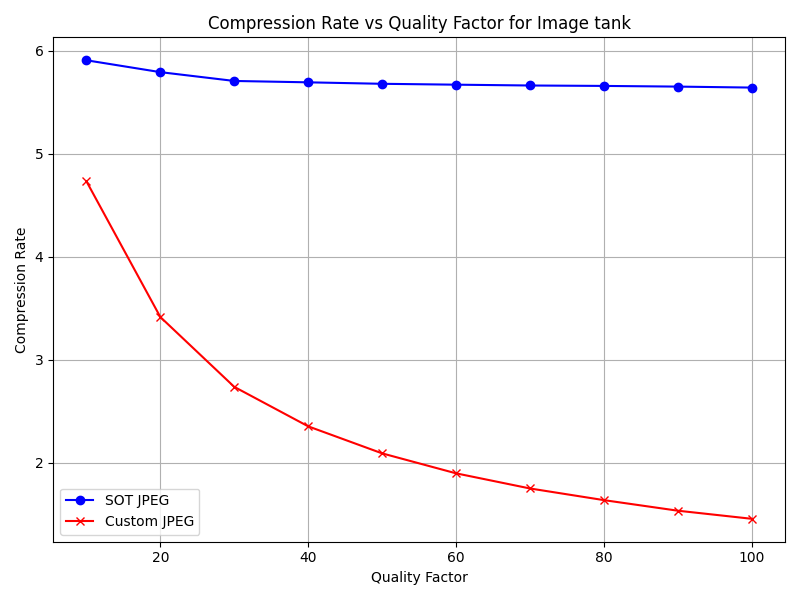 Compression Rate vs Quality Factor for Image tank
Compression Rate
6
5
4
3
2
SOT JPEG
Custom JPEG
20
40
60
80
100
Quality Factor